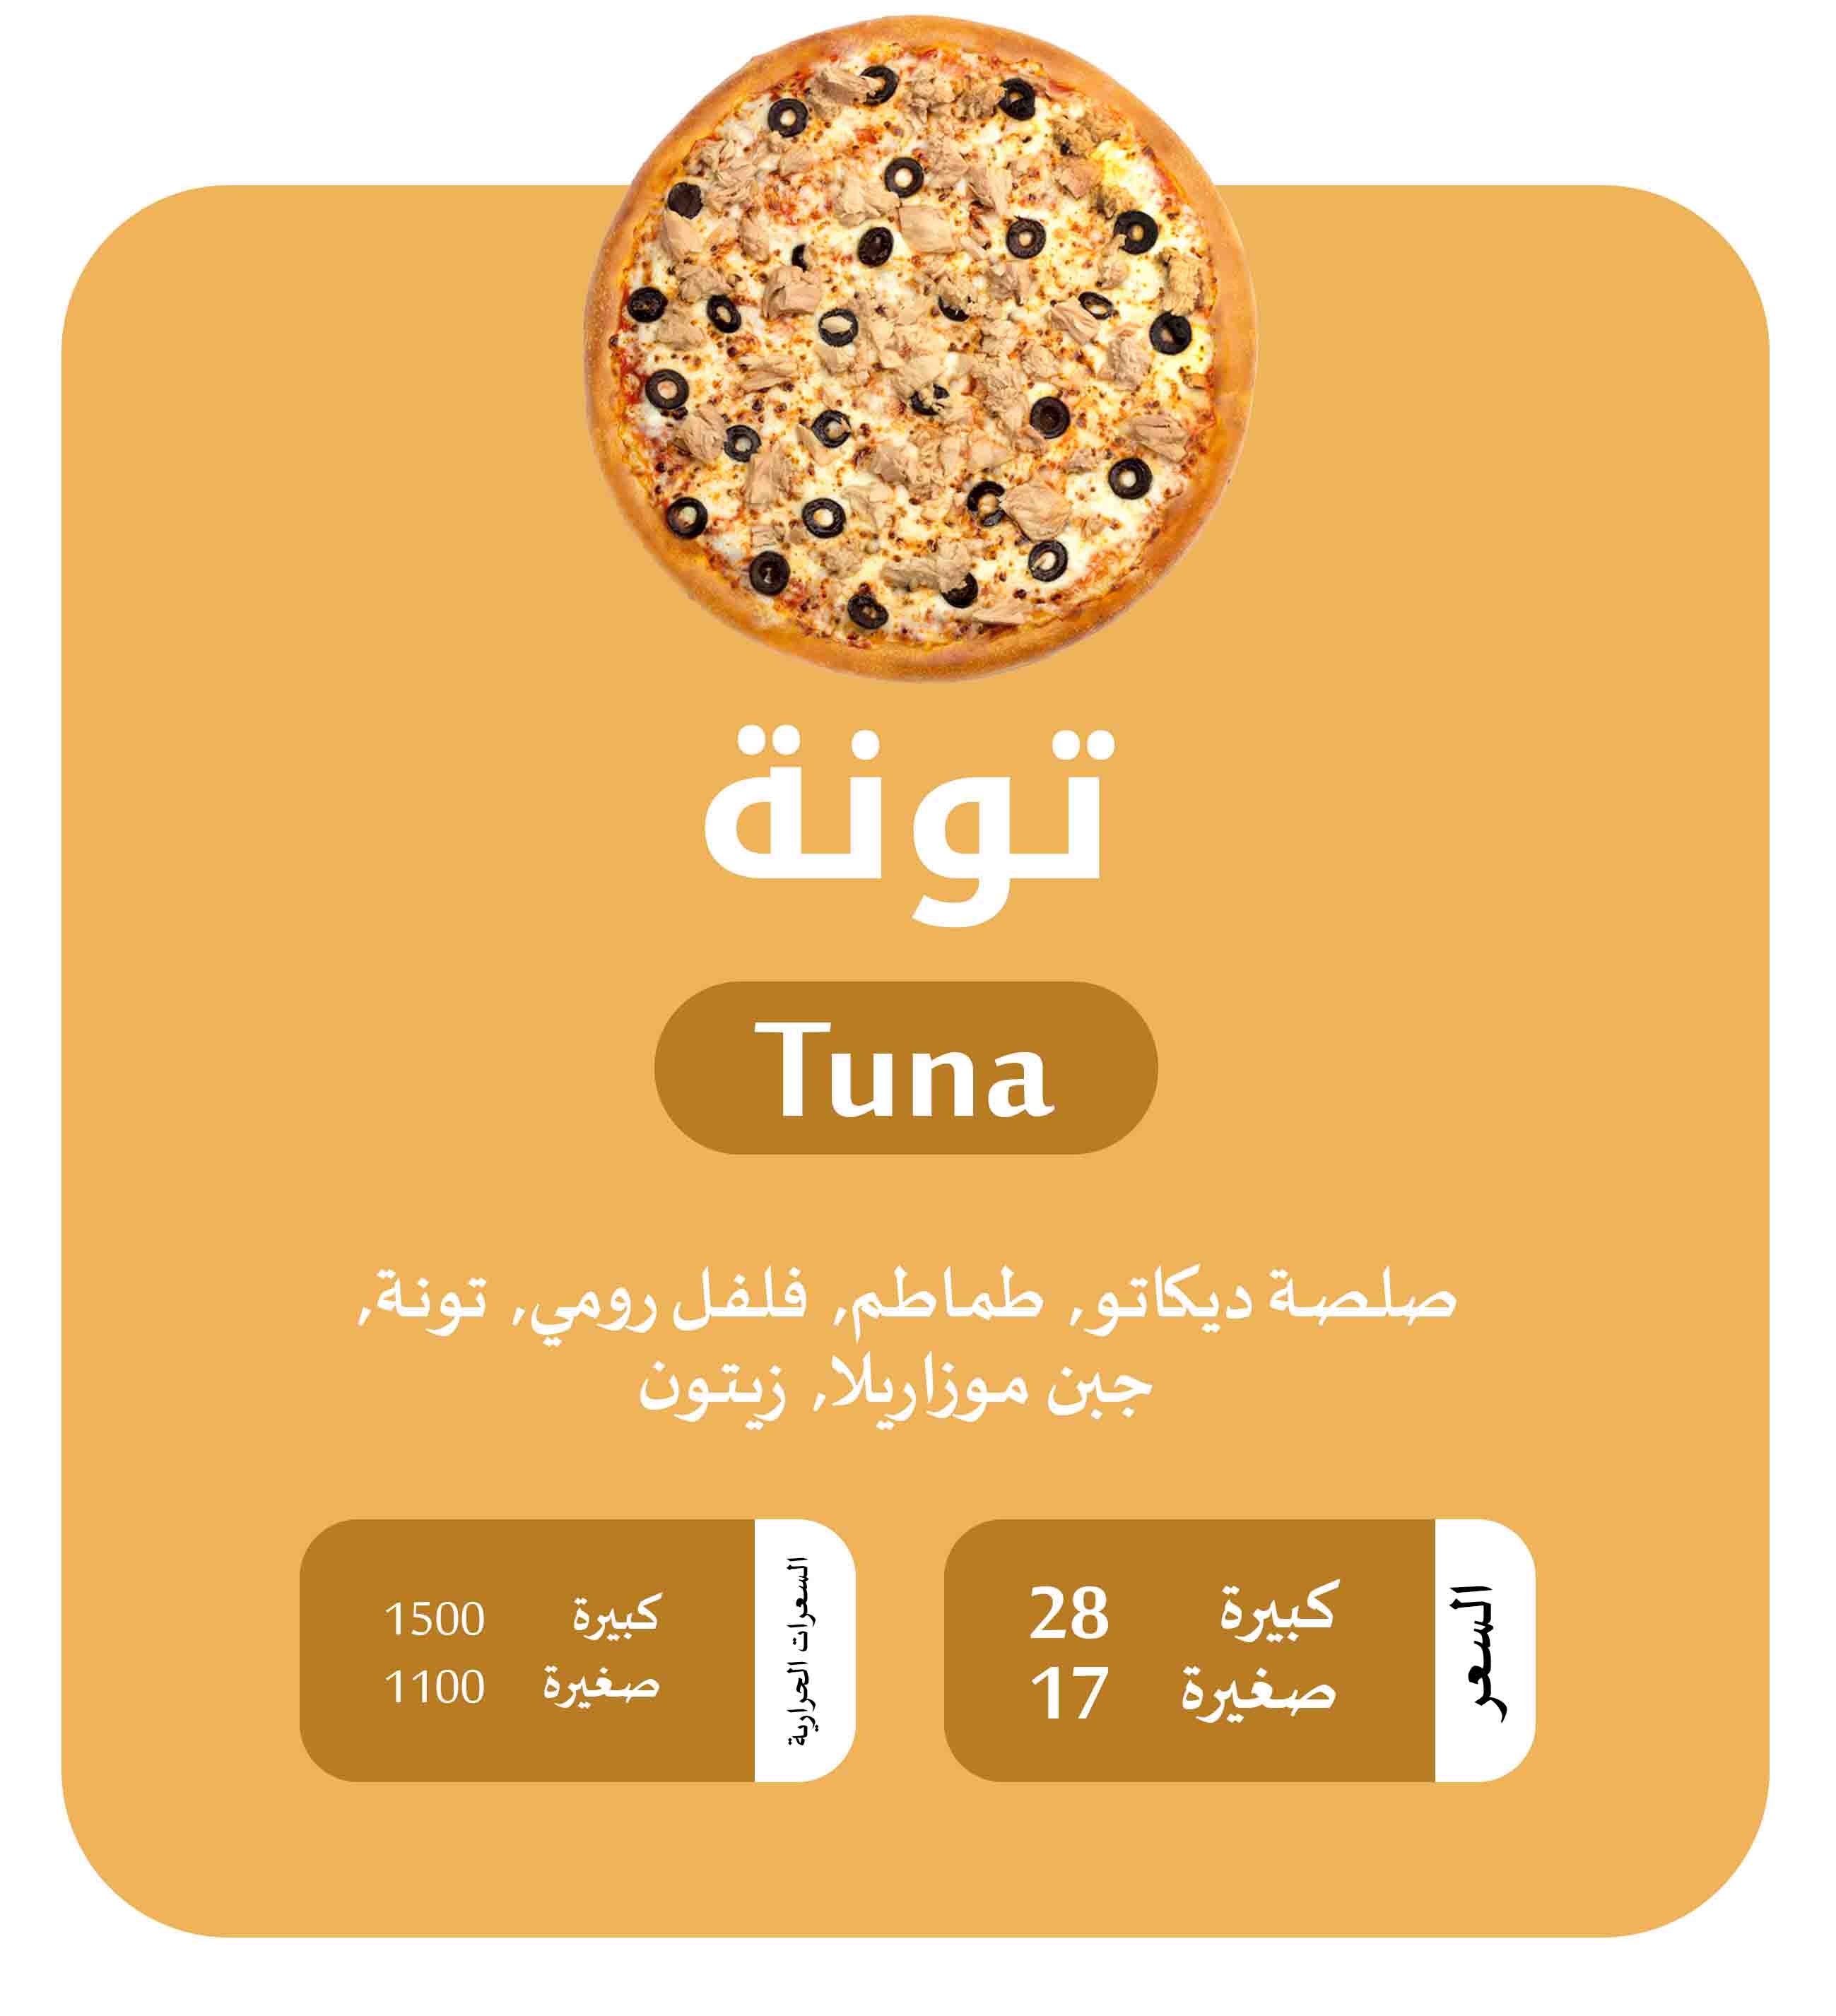 تونة
Tuna
صلصة ديكاتو, طماطم, فلفل رومي, تونة,
جبن موزاريلا, زيتون
السعر
كبيرة 28
صغيرة 17
السعرات الحرارية
كبيرة 1500
صغيرة 1100